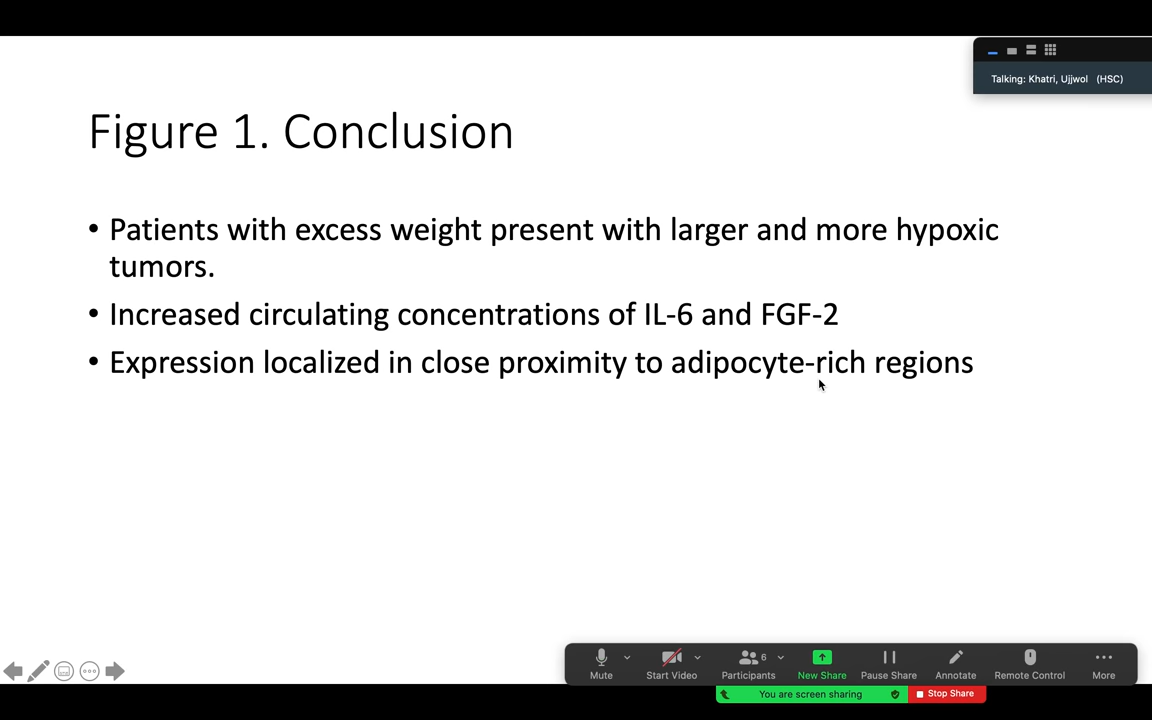 Talking: Khatri, Ujjwol (HSC)
Figure 1. Conclusion
• Patients with excess weight present with larger and more hypoxic
tumors.
• Increased circulating concentrations of IL-6 and FGF-2
• Expression localized in close proximity to adipocyte-rich regions
6
Mute Start Video Participants New Share Pause Share Annotate Remote Control More
You are screen sharing Stop Share